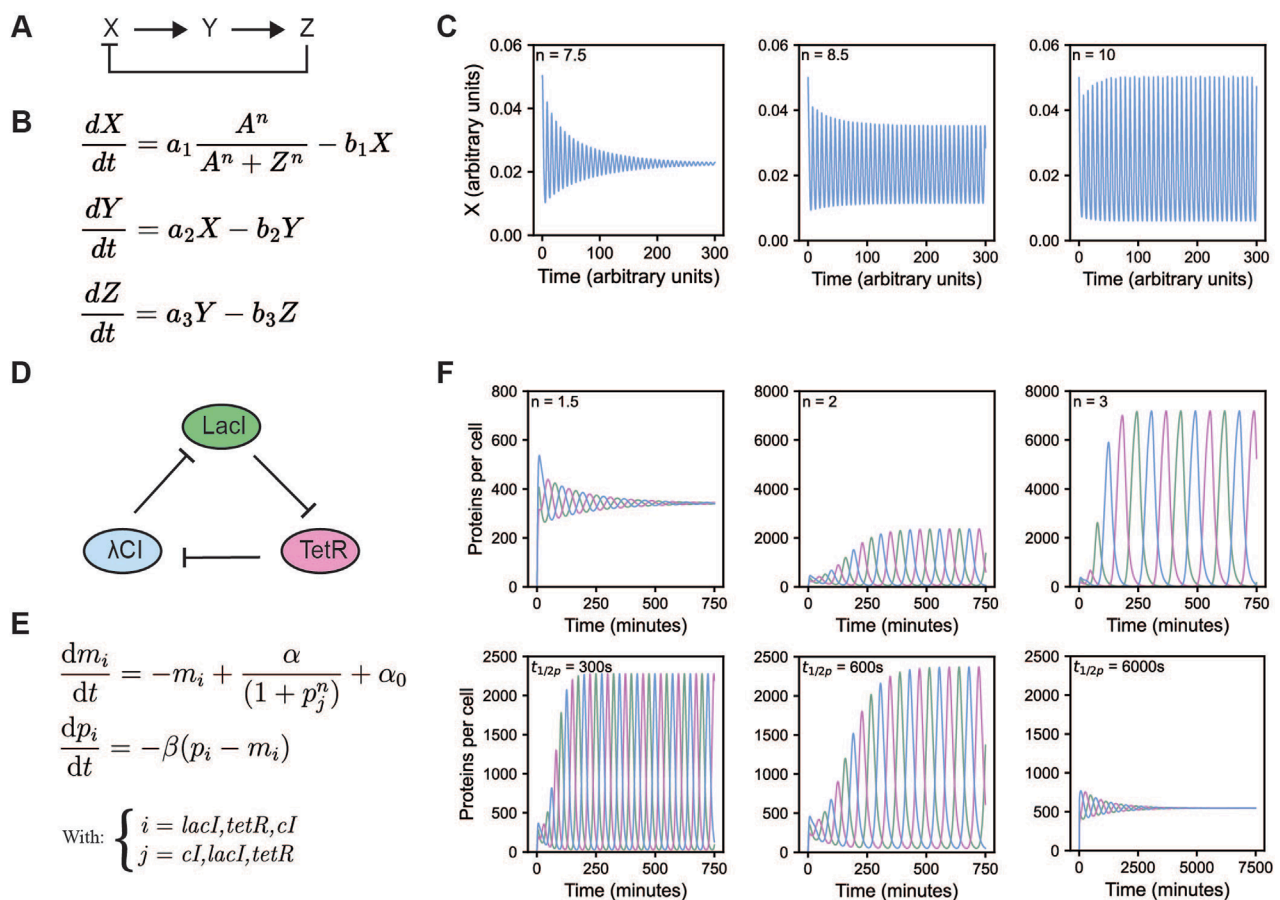 A
X Y Z
B
dX/dt = a₁ Aⁿ/(Aⁿ + Zⁿ) − b₁X
dY/dt = a₂X − b₂Y
dZ/dt = a₃Y − b₃Z
C
n = 7.5
n = 8.5
n = 10
X (arbitrary units)
0.06
0.04
0.02
0.00
0 100 200 300
Time (arbitrary units)
0.06
0.04
0.02
0.00
0 100 200 300
Time (arbitrary units)
0.06
0.04
0.02
0.00
0 100 200 300
Time (arbitrary units)
D
LacI
λCI
TetR
E
dmᵢ/dt = −mᵢ + α/(1 + pⱼⁿ) + α₀
dpᵢ/dt = −β(pᵢ − mᵢ)
With: { i = lacI,tetR,cI
j = cI,lacI,tetR
F
n = 1.5
Proteins per cell
800
600
400
200
0
0 250 500 750
Time (minutes)
n = 2
8000
6000
4000
2000
0
0 250 500 750
Time (minutes)
n = 3
8000
6000
4000
2000
0
0 250 500 750
Time (minutes)
t1/2p = 300s
Proteins per cell
2500
2000
1500
1000
500
0
0 250 500 750
Time (minutes)
t1/2p = 600s
2500
2000
1500
1000
500
0
0 250 500 750
Time (minutes)
t1/2p = 6000s
2500
2000
1500
1000
500
0
0 2500 5000 7500
Time (minutes)